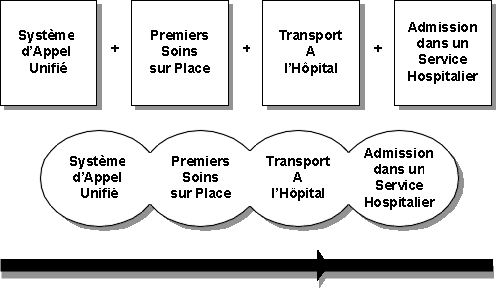 Système
d'Appel
Unifié
+
Premiers
Soins
sur Place
+
Transport
A
l'Hôpital
+
Admission
dans un
Service
Hospitalier
Système
d'Appel
Unifié
Premiers
Soins
sur Place
Transport
A
l'Hôpital
Admission
dans un
Service
Hospitalier